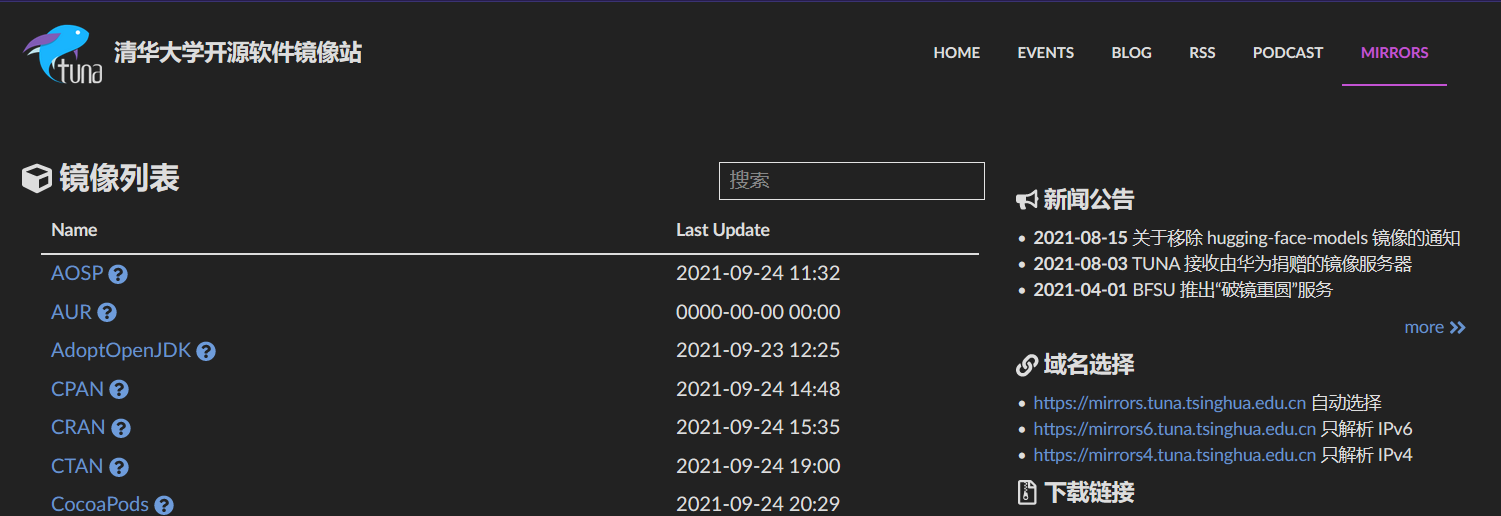 tuna 清华大学开源软件镜像站
HOME EVENTS BLOG RSS PODCAST MIRRORS
镜像列表
搜索
Name Last Update
AOSP 2021-09-24 11:32
AUR 0000-00-00 00:00
AdoptOpenJDK 2021-09-23 12:25
CPAN 2021-09-24 14:48
CRAN 2021-09-24 15:35
CTAN 2021-09-24 19:00
CocoaPods 2021-09-24 20:29
新闻公告
2021-08-15 关于移除 hugging-face-models 镜像的通知
2021-08-03 TUNA 接收由华为捐赠的镜像服务器
2021-04-01 BFSU 推出“破镜重圆”服务
more
域名选择
https://mirrors.tuna.tsinghua.edu.cn 自动选择
https://mirrors6.tuna.tsinghua.edu.cn 只解析 IPv6
https://mirrors4.tuna.tsinghua.edu.cn 只解析 IPv4
下载链接